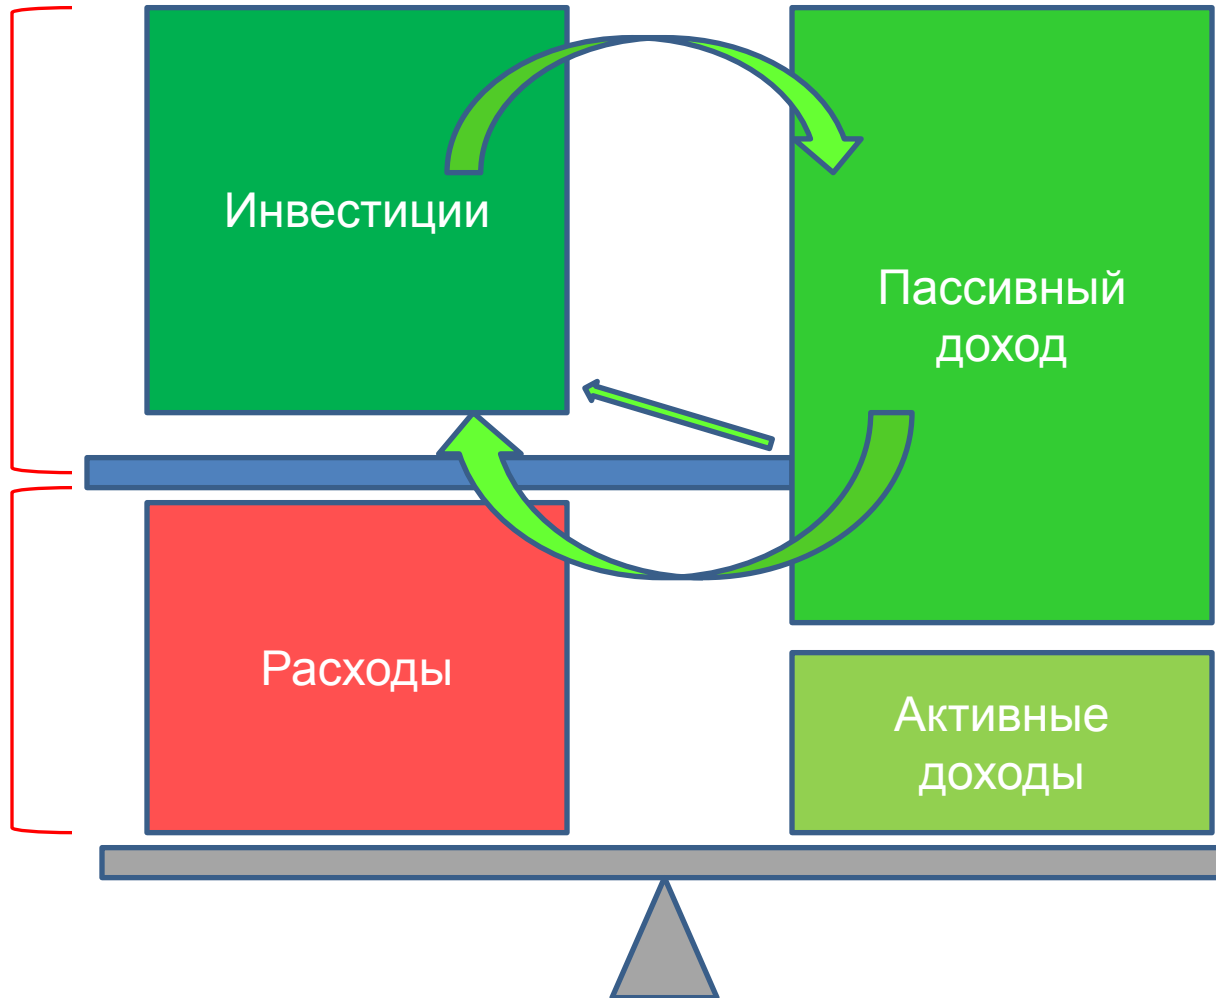 Инвестиции
Пассивный
доход
Расходы
Активные
доходы